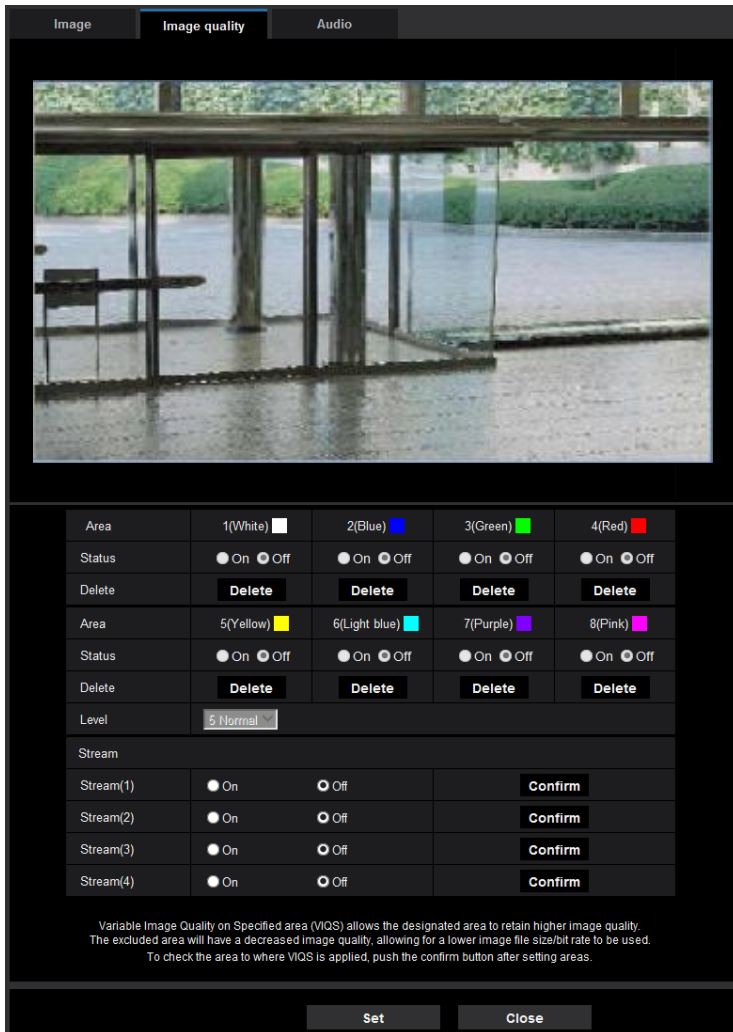 Image Image quality Audio
Area 1(White) 2(Blue) 3(Green) 4(Red)
Status On Off On Off On Off On Off
Delete Delete Delete Delete Delete
Area 5(Yellow) 6(Light blue) 7(Purple) 8(Pink)
Status On Off On Off On Off On Off
Delete Delete Delete Delete Delete
Level 5 Normal
Stream
Stream(1) On Off Confirm
Stream(2) On Off Confirm
Stream(3) On Off Confirm
Stream(4) On Off Confirm
Variable Image Quality on Specified area (VIQS) allows the designated area to retain higher image quality.
The excluded area will have a decreased image quality, allowing for a lower image file size/bit rate to be used.
To check the area to where VIQS is applied, push the confirm button after setting areas.
Set Close